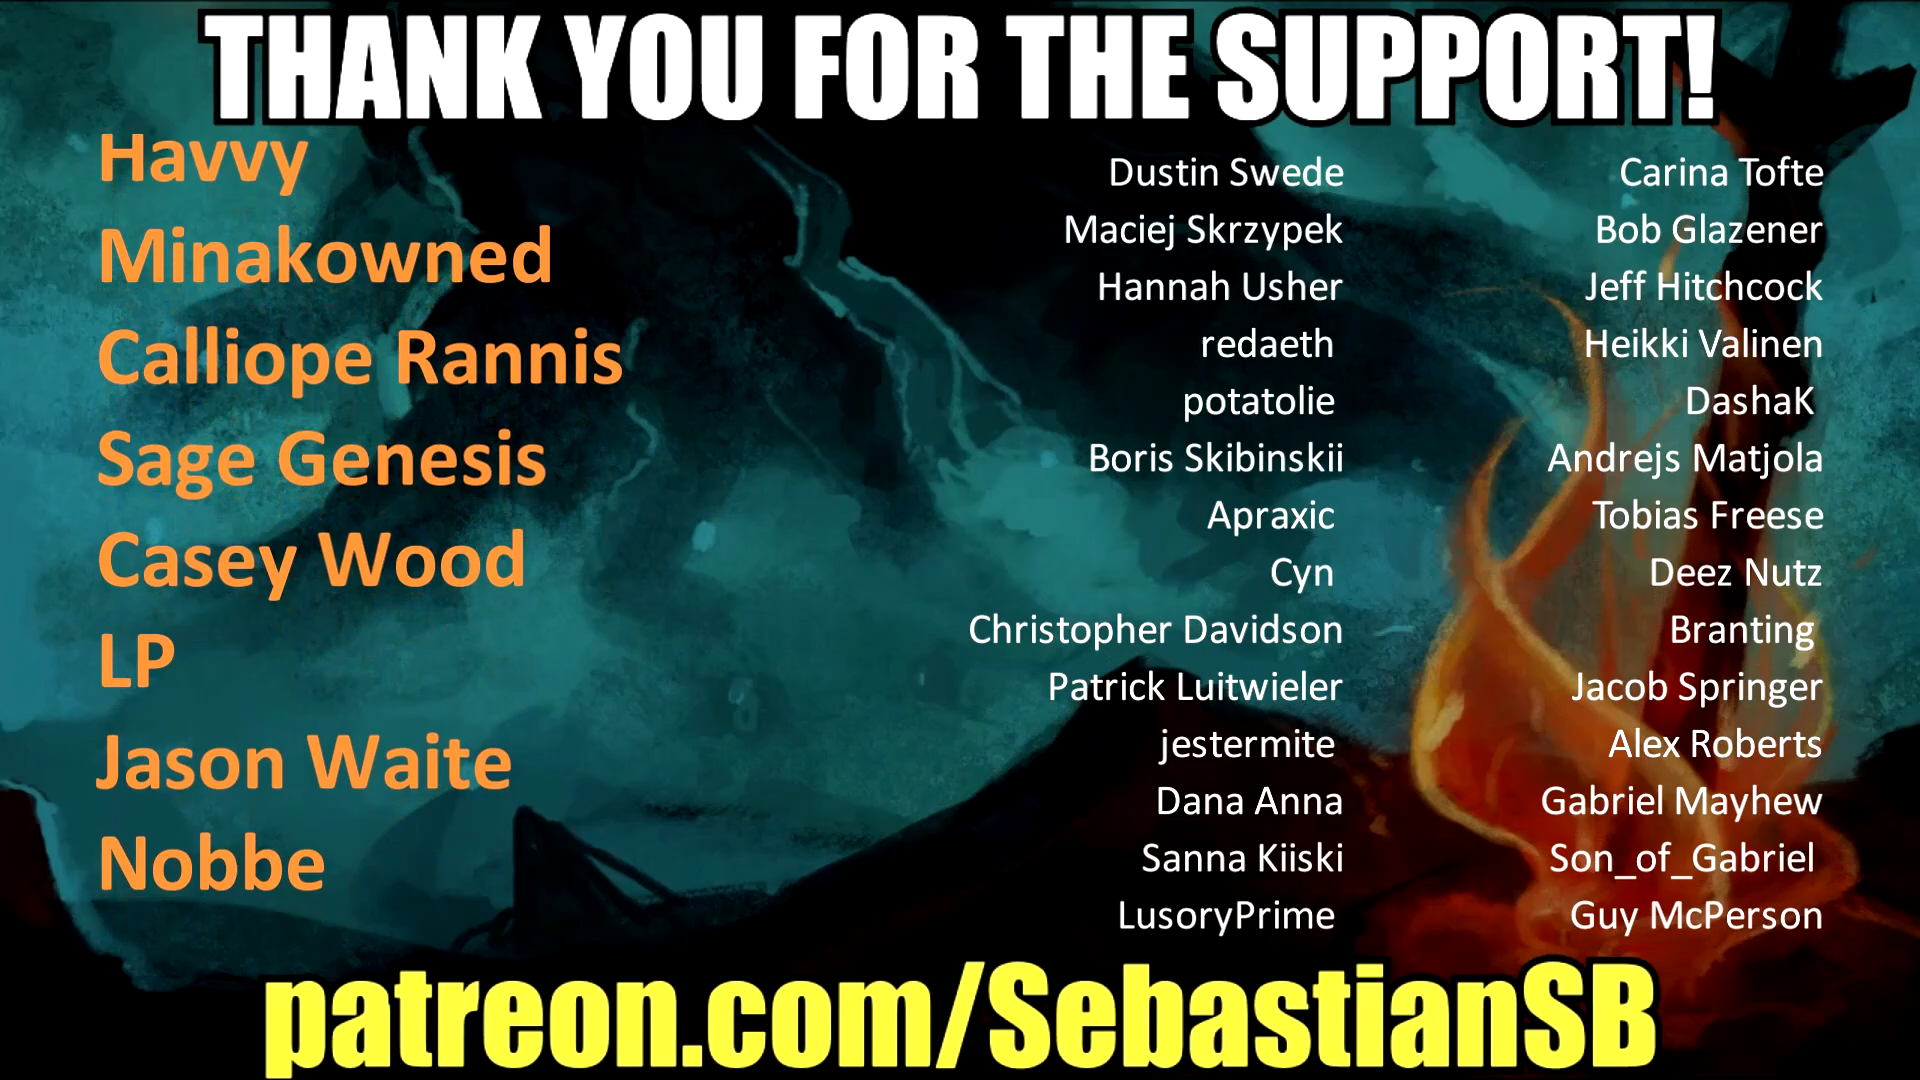 THANK YOU FOR THE SUPPORT!
Havvy
Minakowned
Calliope Rannis
Sage Genesis
Casey Wood
LP
Jason Waite
Nobbe
Dustin Swede
Maciej Skrzypek
Hannah Usher
redaeth
potatolie
Boris Skibinskii
Apraxic
Cyn
Christopher Davidson
Patrick Luitwieler
jestermite
Dana Anna
Sanna Kiiski
LusoryPrime
Carina Tofte
Bob Glazener
Jeff Hitchcock
Heikki Valinen
DashaK
Andrejs Matjola
Tobias Freese
Deez Nutz
Branting
Jacob Springer
Alex Roberts
Gabriel Mayhew
Son_of_Gabriel
Guy McPerson
patreon.com/SebastianSB